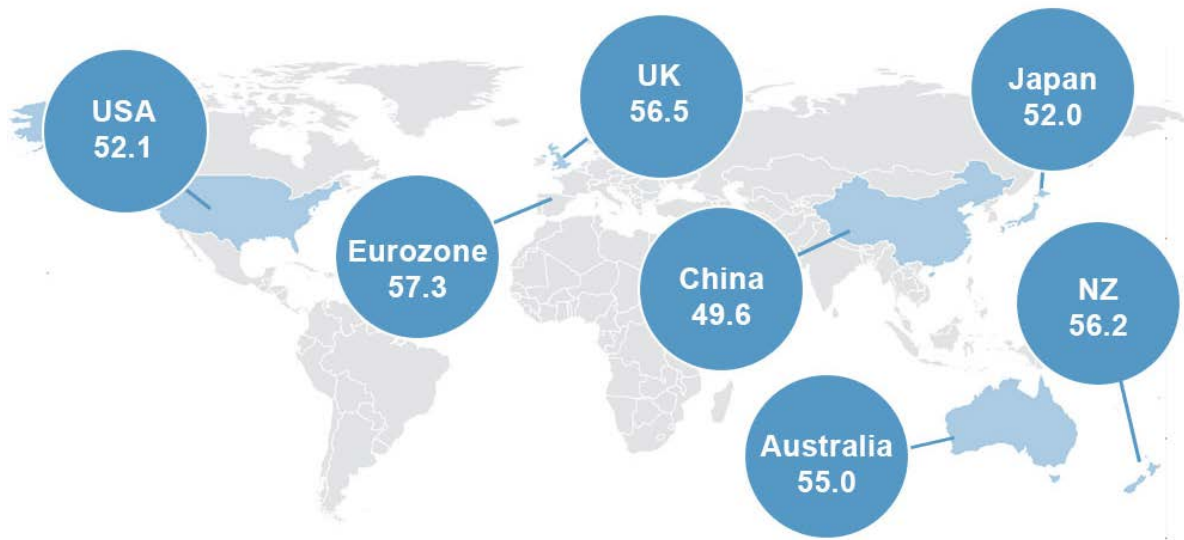 USA
52.1
UK
56.5
Japan
52.0
Eurozone
57.3
China
49.6
NZ
56.2
Australia
55.0